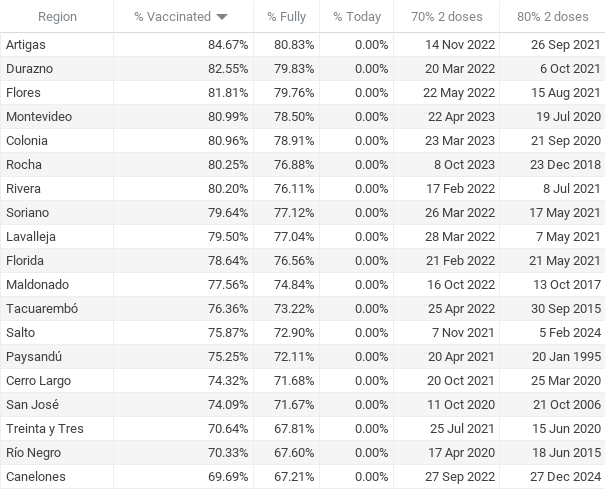 Region % Vaccinated % Fully % Today 70% 2 doses 80% 2 doses
Artigas 84.67% 80.83% 0.00% 14 Nov 2022 26 Sep 2021
Durazno 82.55% 79.83% 0.00% 20 Mar 2022 6 Oct 2021
Flores 81.81% 79.76% 0.00% 22 May 2022 15 Aug 2021
Montevideo 80.99% 78.50% 0.00% 22 Apr 2023 19 Jul 2020
Colonia 80.96% 78.91% 0.00% 23 Mar 2023 21 Sep 2020
Rocha 80.25% 76.88% 0.00% 8 Oct 2023 23 Dec 2018
Rivera 80.20% 76.11% 0.00% 17 Feb 2022 8 Jul 2021
Soriano 79.64% 77.12% 0.00% 26 Mar 2022 17 May 2021
Lavalleja 79.50% 77.04% 0.00% 28 Mar 2022 7 May 2021
Florida 78.64% 76.56% 0.00% 21 Feb 2022 21 May 2021
Maldonado 77.56% 74.84% 0.00% 16 Oct 2022 13 Oct 2017
Tacuarembó 76.36% 73.22% 0.00% 25 Apr 2022 30 Sep 2015
Salto 75.87% 72.90% 0.00% 7 Nov 2021 5 Feb 2024
Paysandú 75.25% 72.11% 0.00% 20 Apr 2021 20 Jan 1995
Cerro Largo 74.32% 71.68% 0.00% 20 Oct 2021 25 Mar 2020
San José 74.09% 71.67% 0.00% 11 Oct 2020 21 Oct 2006
Treinta y Tres 70.64% 67.81% 0.00% 25 Jul 2021 15 Jun 2020
Río Negro 70.33% 67.60% 0.00% 17 Apr 2020 18 Jun 2015
Canelones 69.69% 67.21% 0.00% 27 Sep 2022 27 Dec 2024